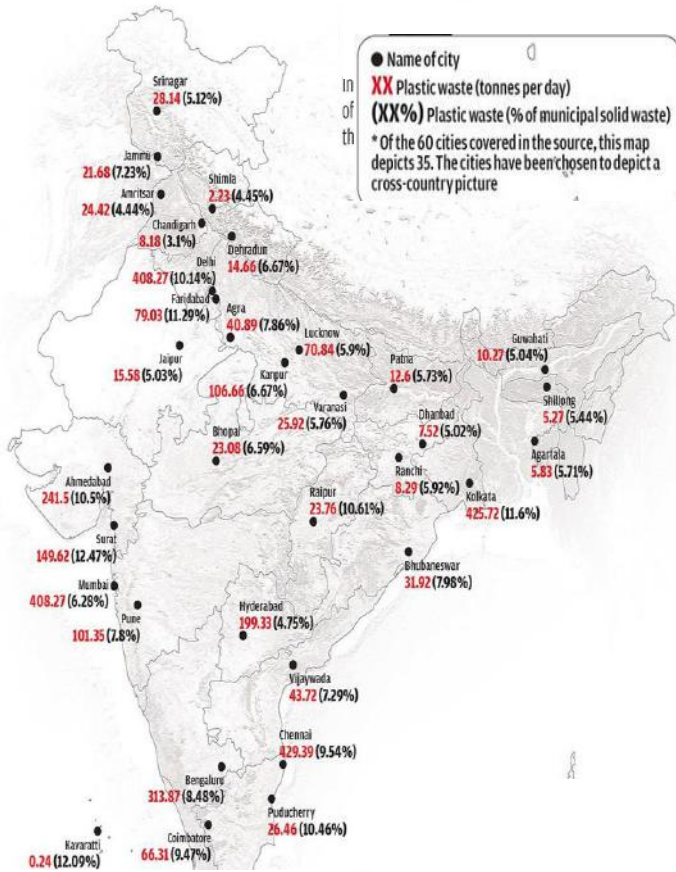 Name of city
XX Plastic waste (tonnes per day)
(XX%) Plastic waste (% of municipal solid waste)
* Of the 60 cities covered in the source, this map
depicts 35. The cities have been chosen to depict a
cross-country picture
in
of
th
Srinagar
28.14 (5.12%)
Jammu
21.68 (7.23%)
Amritsar
24.42 (4.44%)
Shimla
2.23 (4.45%)
Chandigarh
8.18 (3.1%)
Dehradun
14.66 (6.67%)
Delhi
408.27 (10.14%)
Faridabad
79.03 (11.29%)
Agra
40.89 (7.86%)
Lucknow
70.84 (5.9%)
Jaipur
15.58 (5.03%)
Kanpur
106.66 (6.67%)
Patna
12.6 (5.73%)
Guwahati
10.27 (5.04%)
Shillong
5.27 (5.44%)
Varanasi
25.92 (5.76%)
Dhanbad
7.52 (5.02%)
Agartala
5.83 (5.71%)
Bhopal
23.08 (6.59%)
Ranchi
8.29 (5.92%)
Ahmedabad
241.5 (10.5%)
Raipur
23.76 (10.61%)
Kolkata
425.72 (11.6%)
Surat
149.62 (12.47%)
Bhubaneswar
31.92 (7.98%)
Mumbai
408.27 (6.28%)
Pune
101.35 (7.8%)
Hyderabad
199.33 (4.75%)
Vijaywada
43.72 (7.29%)
Chennai
429.39 (9.54%)
Bengaluru
313.87 (8.48%)
Puducherry
26.46 (10.46%)
Kavaratti
0.24 (12.09%)
Coimbatore
66.31 (9.47%)